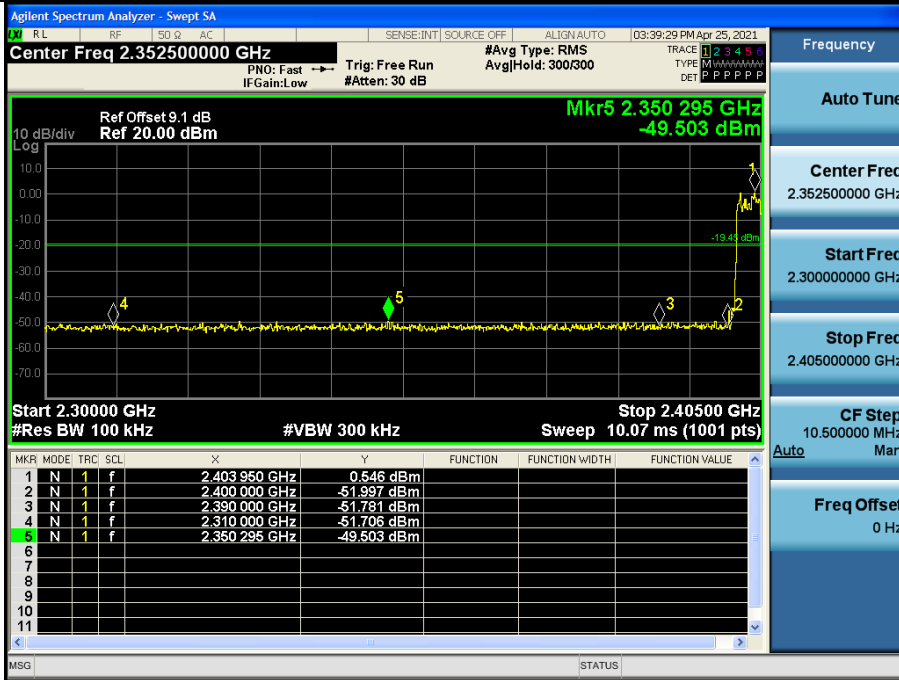 Agilent Spectrum Analyzer - Swept SA
LXI RL RF 50 Ω AC SENSE:INT SOURCE OFF ALIGN AUTO 03:39:29 PM Apr 25, 2021
Center Freq 2.352500000 GHz
PNO: Fast
IFGain:Low
Trig: Free Run
#Atten: 30 dB
#Avg Type: RMS
Avg|Hold: 300/300
TRACE 1 2 3 4 5 6
TYPE M
DET P P P P P P
Mkr5 2.350 295 GHz
-49.503 dBm
Ref Offset 9.1 dB
10 dB/div Ref 20.00 dBm
Log
10.0
0.00
-10.0
-20.0
-30.0
-40.0
-50.0
-60.0
-70.0
1
-19.45 dBm
4
5
3
2
Start 2.30000 GHz Stop 2.40500 GHz
#Res BW 100 kHz #VBW 300 kHz Sweep 10.07 ms (1001 pts)
MKR MODE TRC SCL X Y FUNCTION FUNCTION WIDTH FUNCTION VALUE
1 N 1 f 2.403 950 GHz 0.546 dBm
2 N 1 f 2.400 000 GHz -51.997 dBm
3 N 1 f 2.390 000 GHz -51.781 dBm
4 N 1 f 2.310 000 GHz -51.706 dBm
5 N 1 f 2.350 295 GHz -49.503 dBm
6
7
8
9
10
11
MSG STATUS
Frequency
Auto Tune
Center Freq
2.352500000 GHz
Start Freq
2.300000000 GHz
Stop Freq
2.405000000 GHz
CF Step
10.500000 MHz
Auto Man
Freq Offset
0 Hz